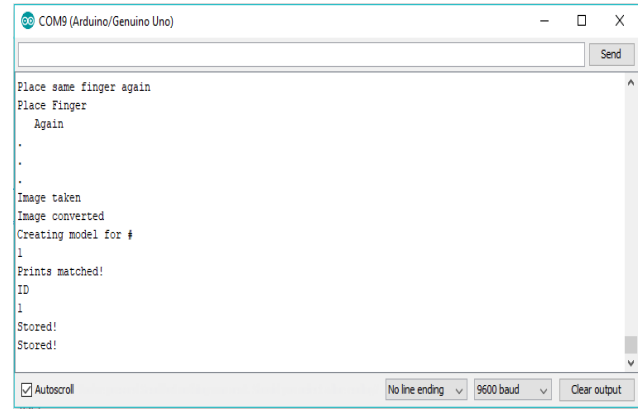 COM9 (Arduino/Genuino Uno)
Send
Place same finger again
Place Finger
Again
.
.
.
Image taken
Image converted
Creating model for #
1
Prints matched!
ID
1
Stored!
Stored!
Autoscroll
No line ending
9600 baud
Clear output